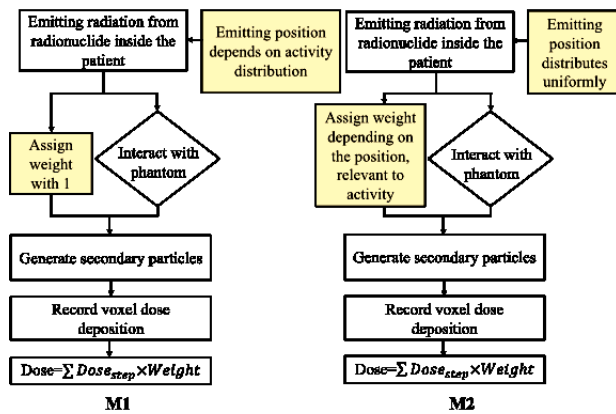 Emitting radiation from
radionuclide inside the
patient
Emitting position
depends on activity
distribution
Assign
weight
with 1
Interact with
phantom
Generate secondary particles
Record voxel dose
deposition
Dose=∑ Dose_step×Weight
M1
Emitting radiation from
radionuclide inside the
patient
Emitting
position
distributes
uniformly
Assign weight
depending on
the position,
relevant to
activity
Interact with
phantom
Generate secondary particles
Record voxel dose
deposition
Dose=∑ Dose_step×Weight
M2